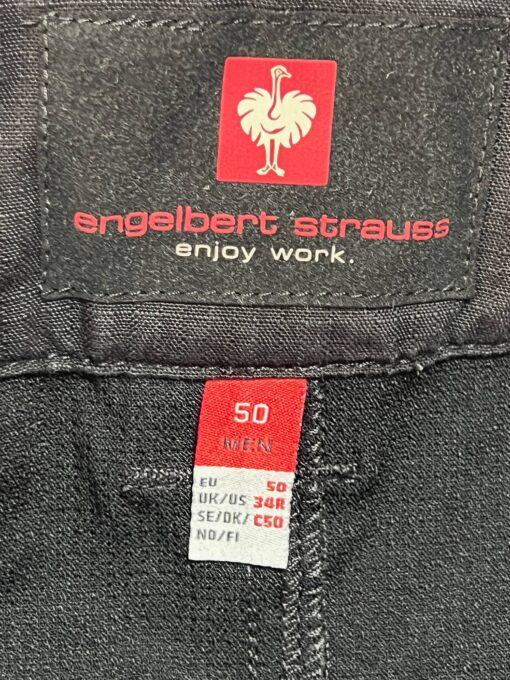 engelbert strauss
enjoy work.
50
MEN
EU 50
UK/US 34R
SE/DK/ C50
NO/FI